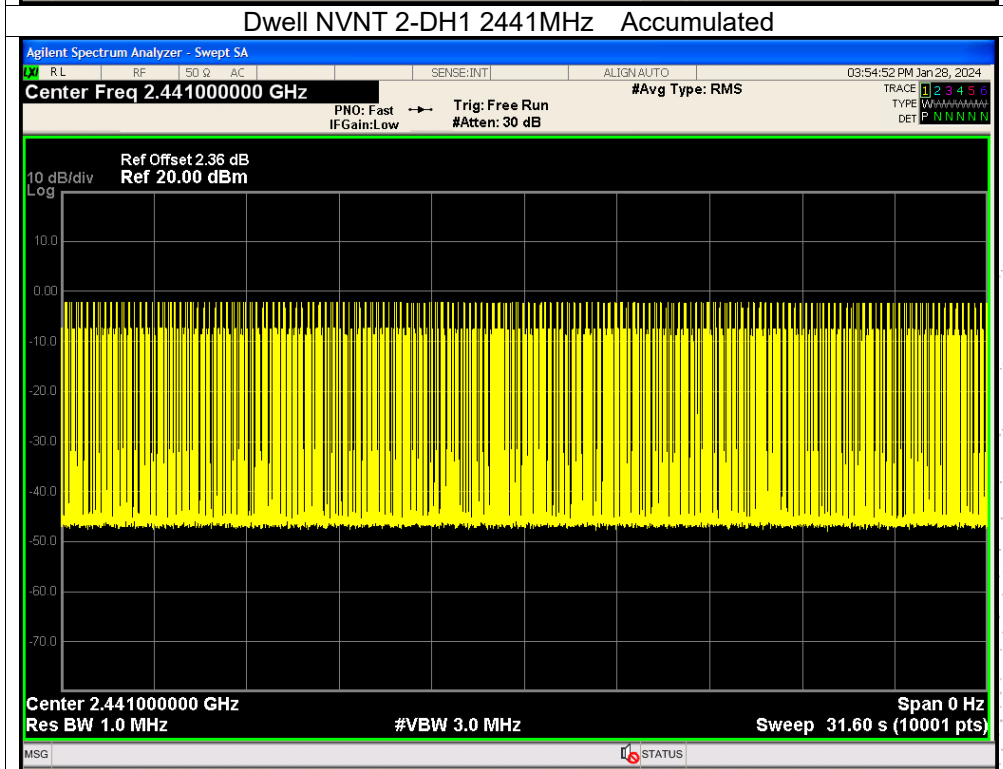 Dwell NVNT 2-DH1 2441MHz Accumulated
Agilent Spectrum Analyzer - Swept SA
LXI RL RF 50 Ω AC SENSE:INT ALIGN AUTO 03:54:52 PM Jan 28, 2024
Center Freq 2.441000000 GHz #Avg Type: RMS TRACE 1 2 3 4 5 6
PNO: Fast Trig: Free Run TYPE WWWWWW
IFGain:Low #Atten: 30 dB DET P N N N N N
Ref Offset 2.36 dB
10 dB/div Ref 20.00 dBm
Log
10.0
0.00
-10.0
-20.0
-30.0
-40.0
-50.0
-60.0
-70.0
Center 2.441000000 GHz Span 0 Hz
Res BW 1.0 MHz #VBW 3.0 MHz Sweep 31.60 s (10001 pts)
MSG STATUS